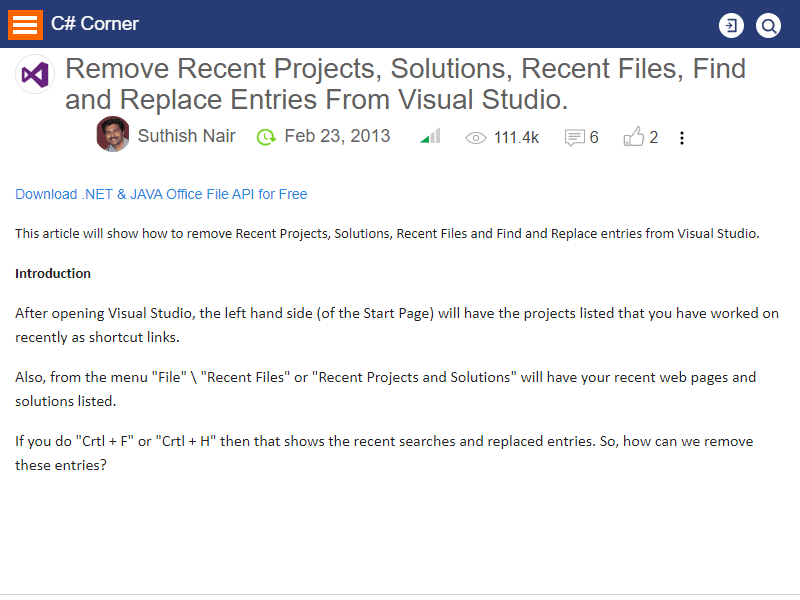 C# Corner
Remove Recent Projects, Solutions, Recent Files, Find
and Replace Entries From Visual Studio.
Suthish Nair Feb 23, 2013 111.4k 6 2
Download .NET & JAVA Office File API for Free
This article will show how to remove Recent Projects, Solutions, Recent Files and Find and Replace entries from Visual Studio.
Introduction
After opening Visual Studio, the left hand side (of the Start Page) will have the projects listed that you have worked on
recently as shortcut links.
Also, from the menu "File" \ "Recent Files" or "Recent Projects and Solutions" will have your recent web pages and
solutions listed.
If you do "Crtl + F" or "Crtl + H" then that shows the recent searches and replaced entries. So, how can we remove
these entries?